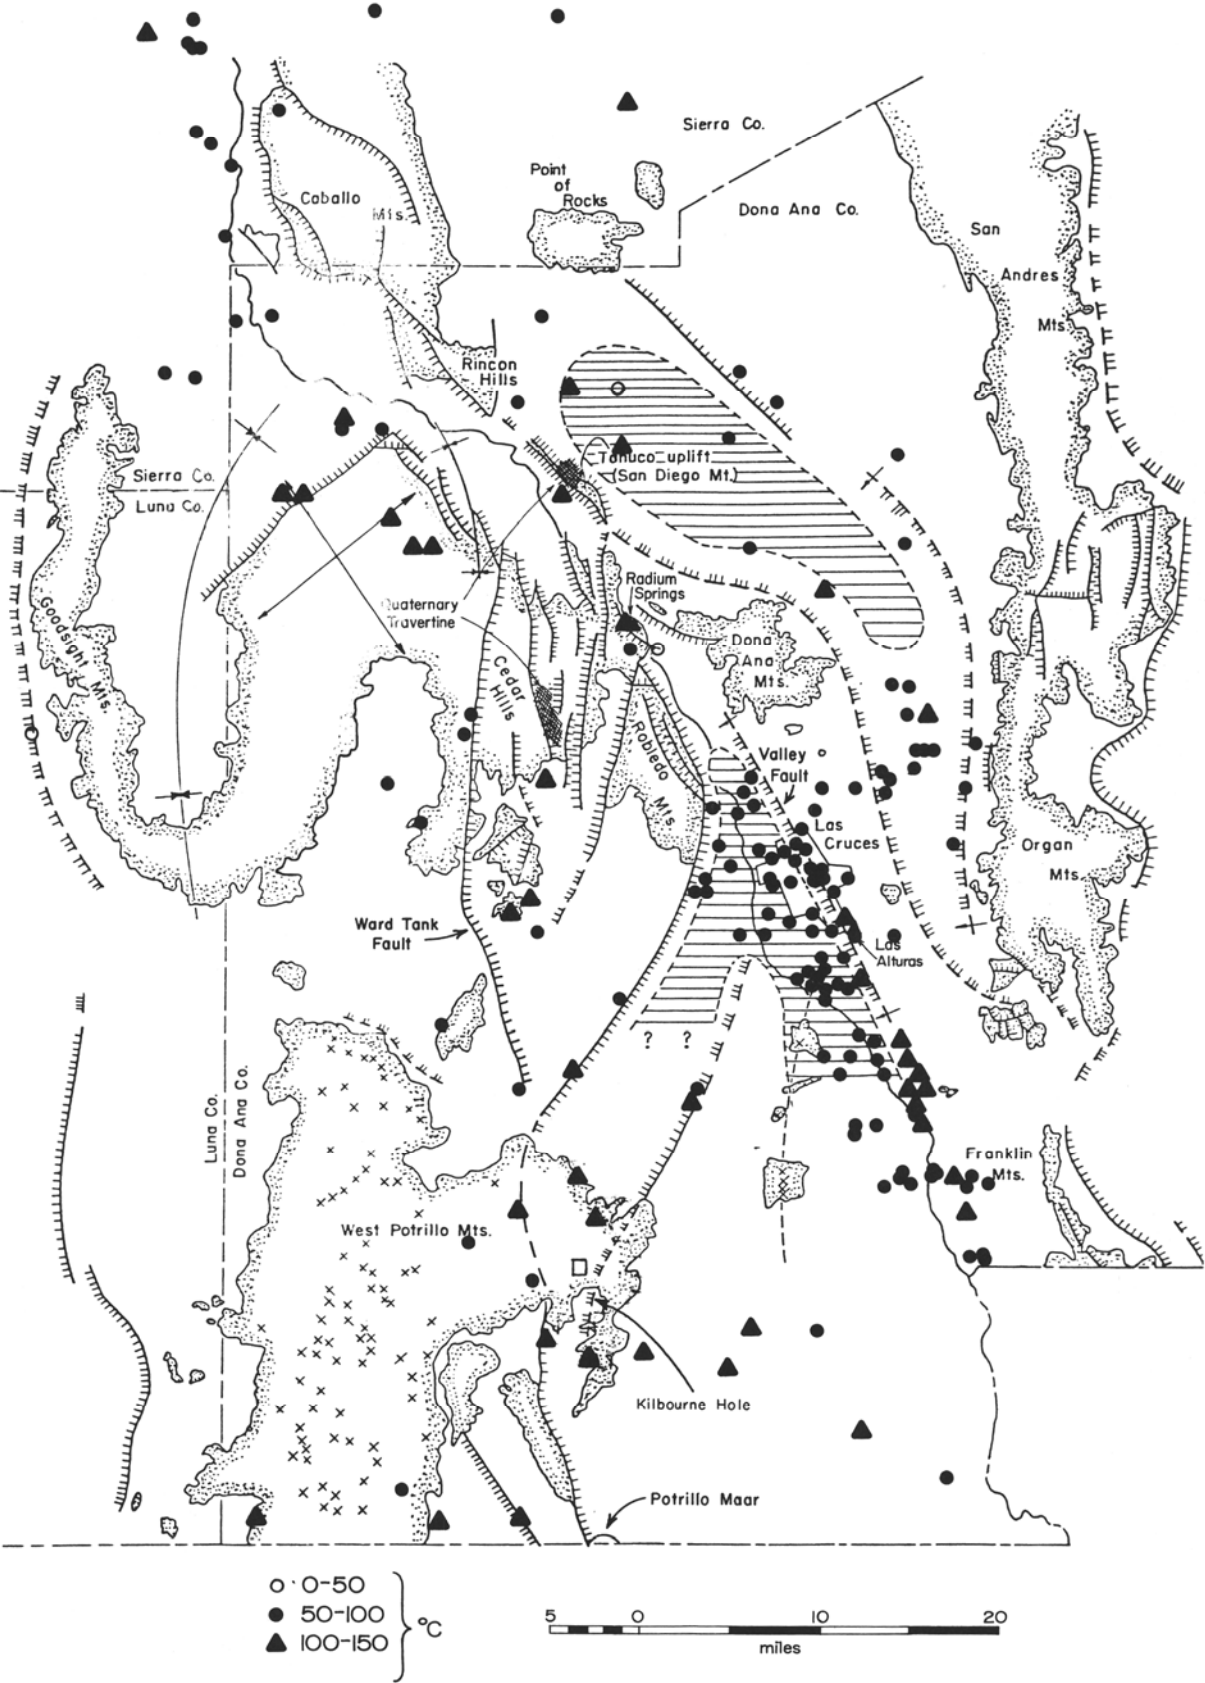 Sierra Co.
Point
of
Rocks
Dona Ana Co.
Caballo
Mts.
San
Andres
Mts.
Rincon
Hills
Tonuco uplift
(San Diego Mt.)
Sierra Co.
Luna Co.
Radium
Springs
Quaternary
Travertine
Goodsight Mts.
Dona
Ana
Mts.
Cedar
Hills
Robledo
Mts.
Valley
Fault
Las
Cruces
Organ
Mts.
Ward Tank
Fault
Las
Alturas
? ?
Luna Co.
Dona Ana Co.
Franklin
Mts.
West Potrillo Mts.
Kilbourne Hole
Potrillo Maar
0-50
50-100
100-150
°C
5 0 10 20
miles